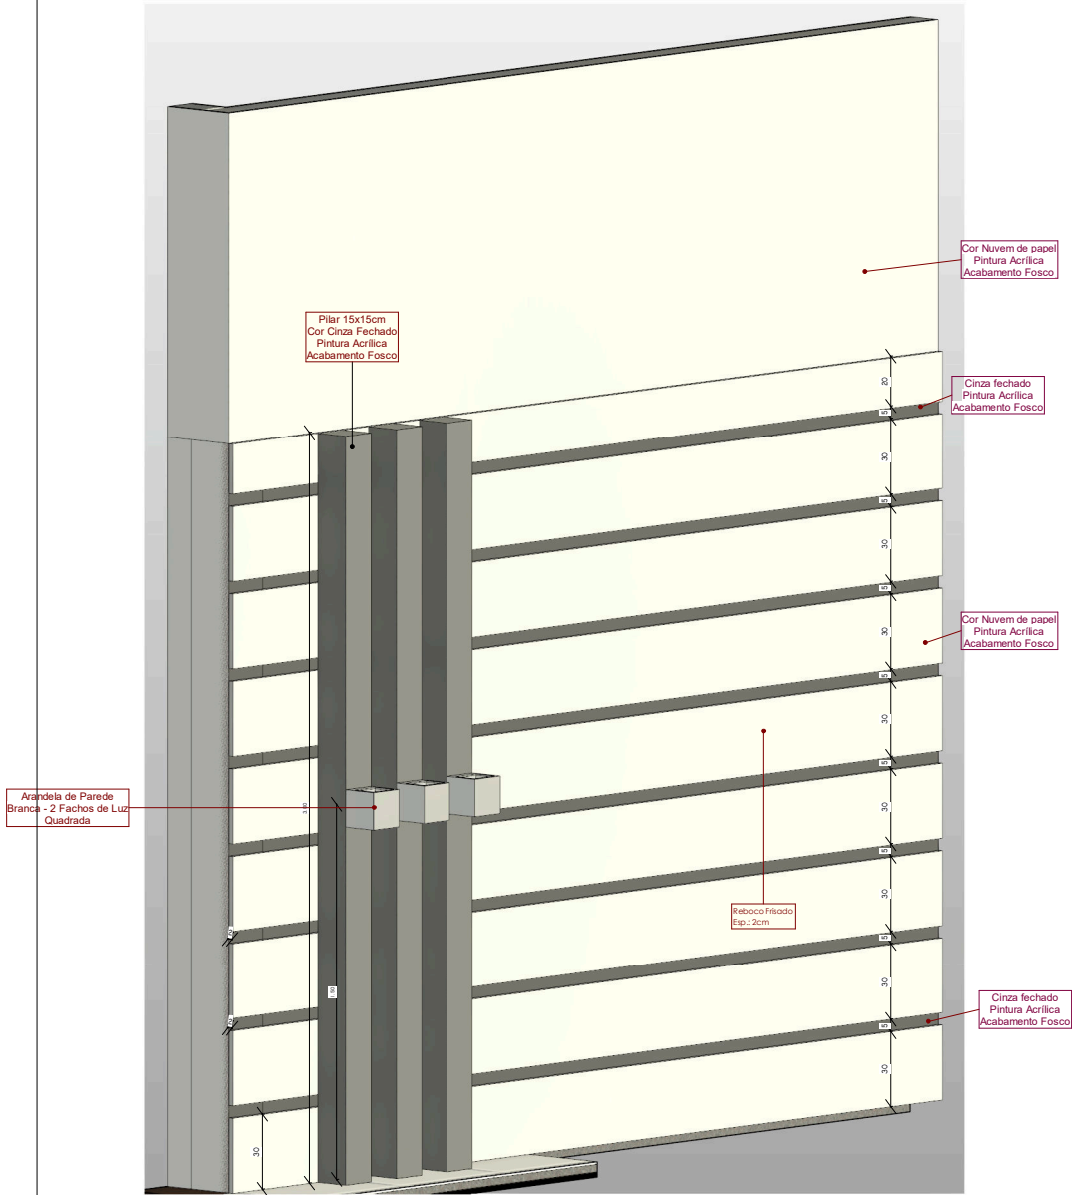 Cor Nuvem de papel
Pintura Acrílica
Acabamento Fosco
Pilar 15x15cm
Cor Cinza Fechado
Pintura Acrílica
Acabamento Fosco
Cinza fechado
Pintura Acrílica
Acabamento Fosco
20
5
30
5
30
5
30
5
30
5
30
5
30
5
30
5
30
Cor Nuvem de papel
Pintura Acrílica
Acabamento Fosco
Arandela de Parede
Branca - 2 Fachos de Luz
Quadrada
Reboco Frisado
Esp.: 2cm
Cinza fechado
Pintura Acrílica
Acabamento Fosco
30